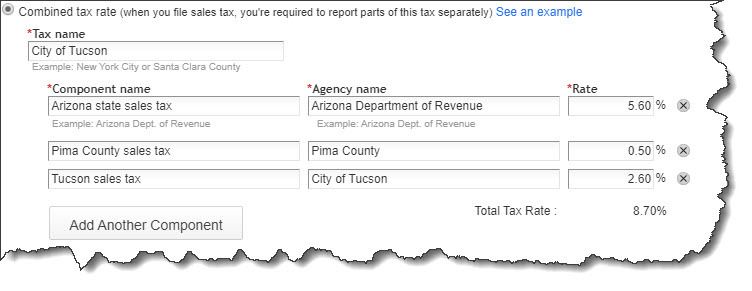 Combined tax rate (when you file sales tax, you're required to report parts of this tax separately) See an example
*Tax name
City of Tucson
Example: New York City or Santa Clara County
*Component name *Agency name *Rate
Arizona state sales tax Arizona Department of Revenue 5.60 %
Example: Arizona Dept. of Revenue Example: Arizona Dept. of Revenue
Pima County sales tax Pima County 0.50 %
Tucson sales tax City of Tucson 2.60 %
Total Tax Rate : 8.70%
Add Another Component